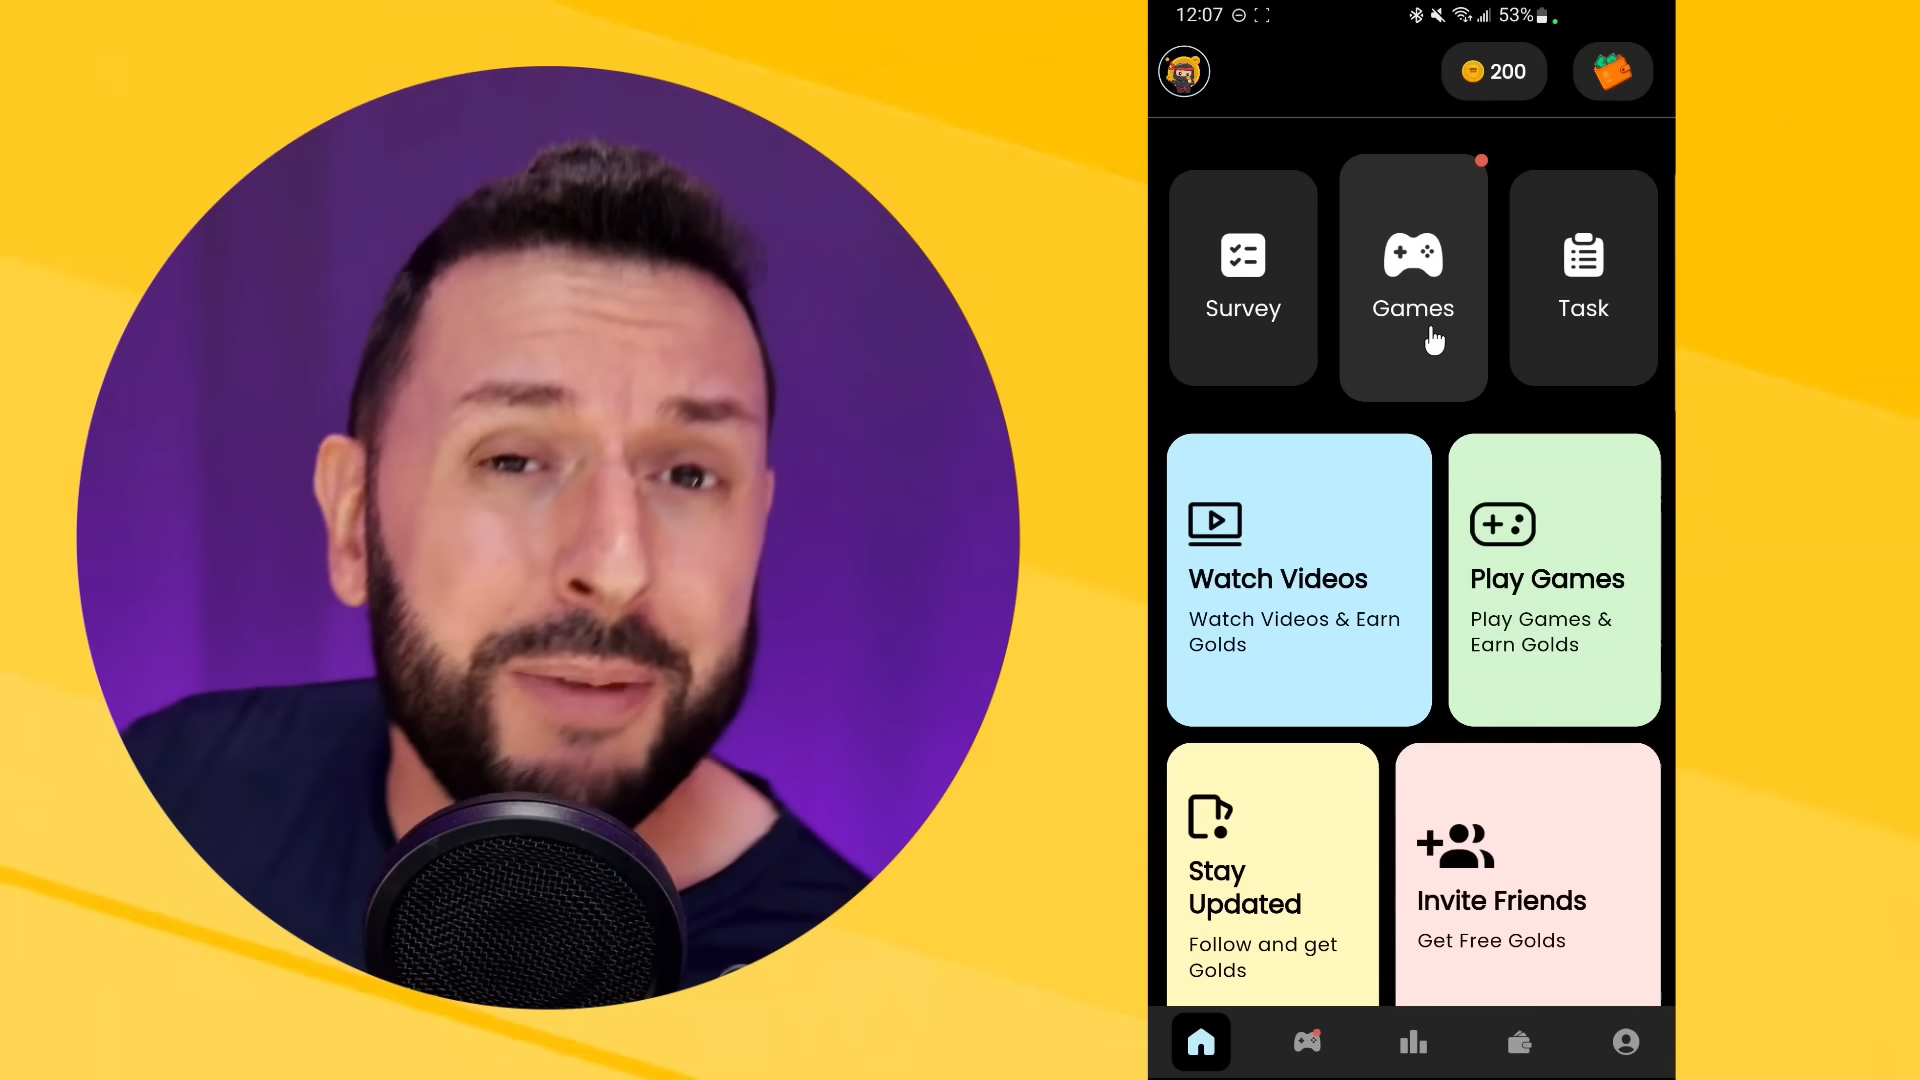 12:07
53%
200
Survey
Games
Task
Watch Videos
Watch Videos & Earn
Golds
Play Games
Play Games &
Earn Golds
Stay
Updated
Follow and get
Golds
Invite Friends
Get Free Golds